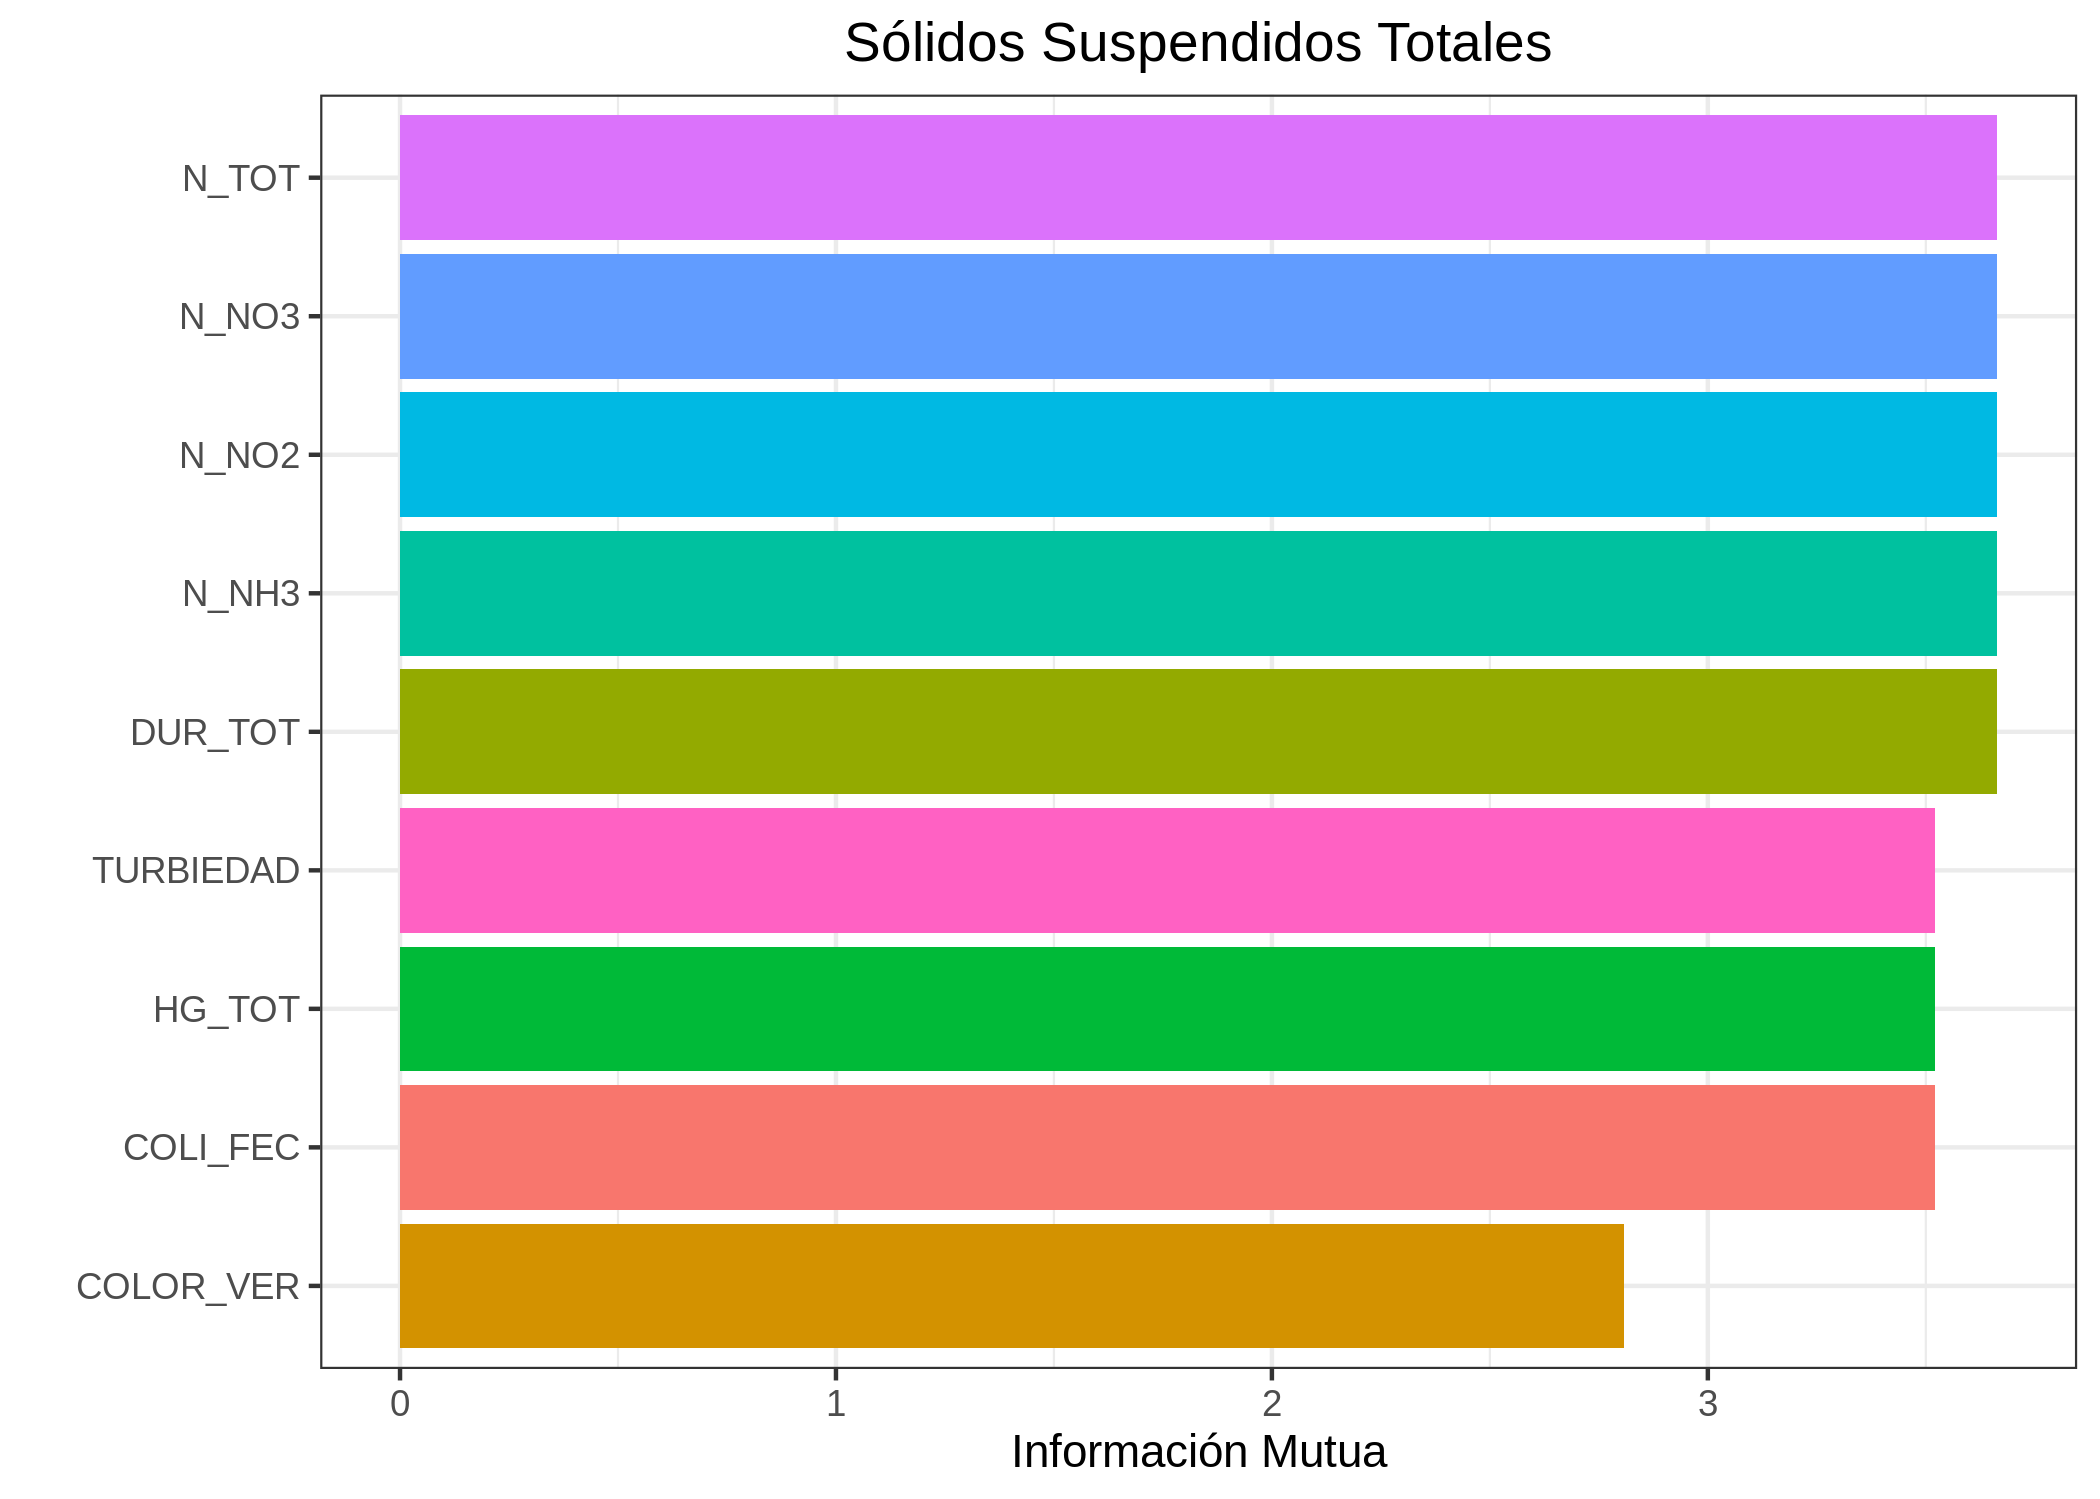 Sólidos Suspendidos Totales
N_TOT
N_NO3
N_NO2
N_NH3
DUR_TOT
TURBIEDAD
HG_TOT
COLI_FEC
COLOR_VER
0 1 2 3
Información Mutua